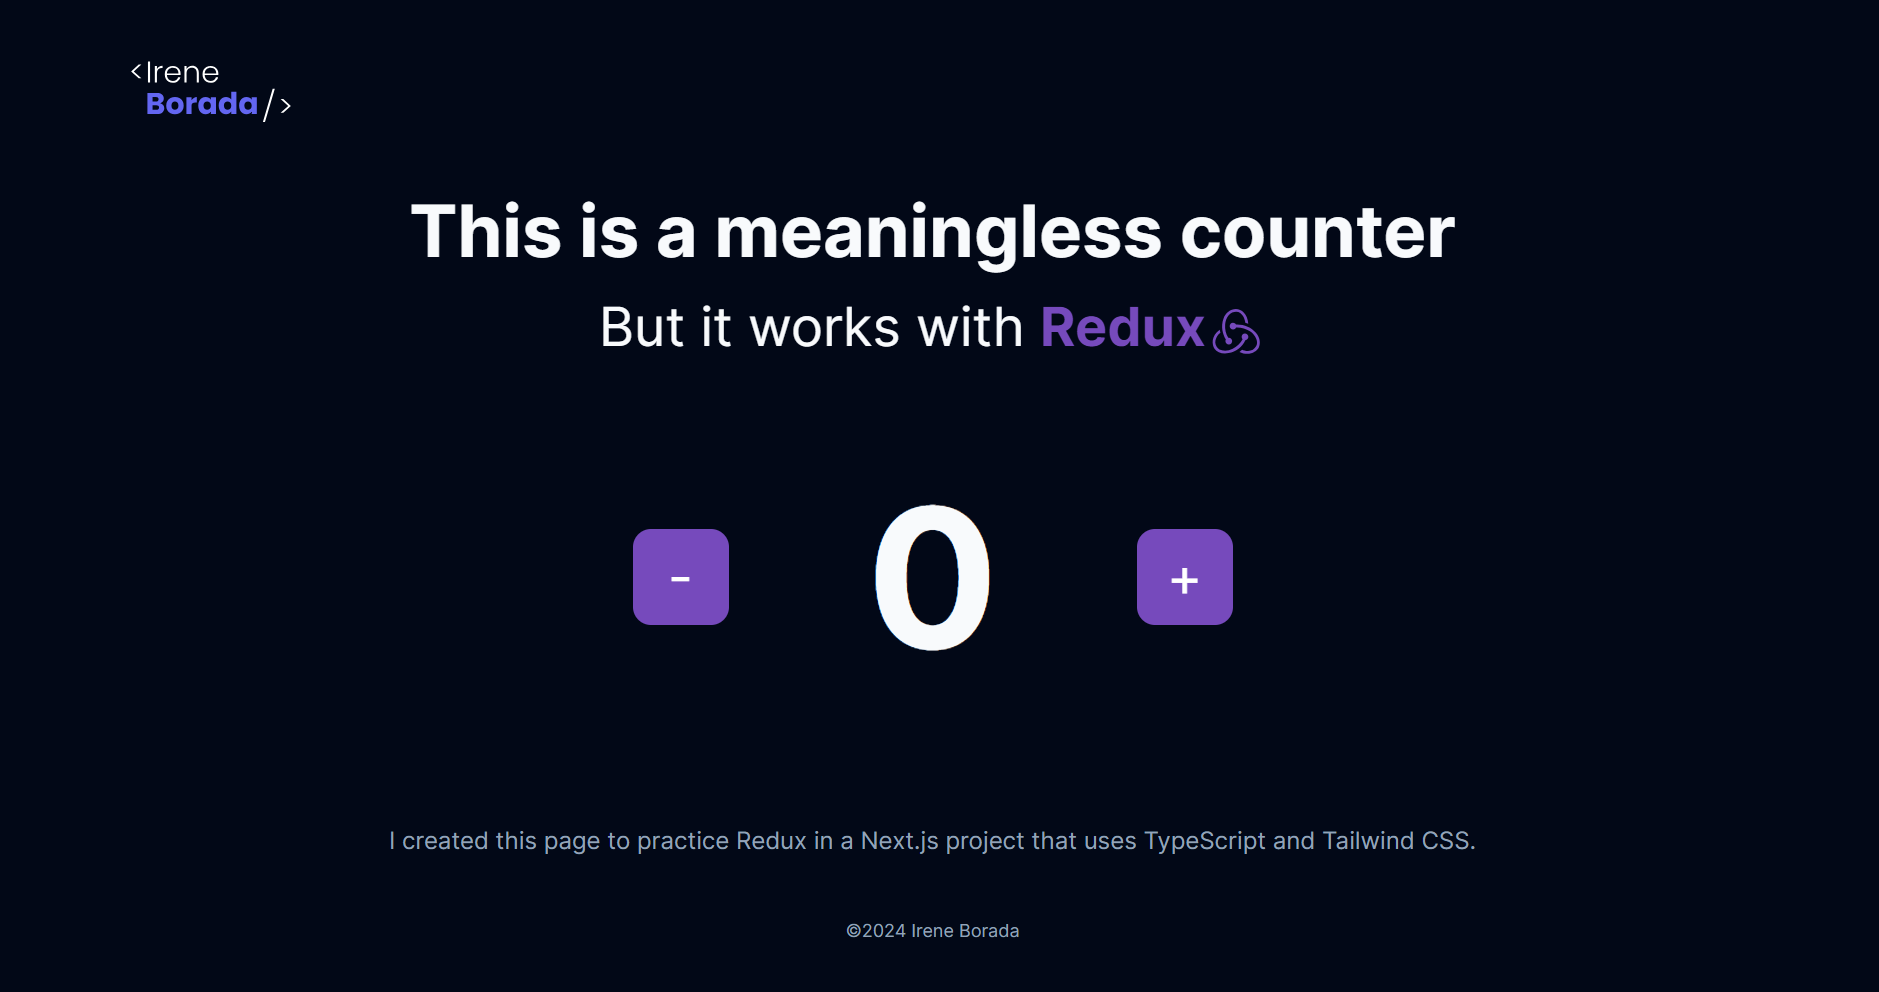 <Irene
Borada/>
This is a meaningless counter
But it works with Redux
- 0 +
I created this page to practice Redux in a Next.js project that uses TypeScript and Tailwind CSS.
©2024 Irene Borada